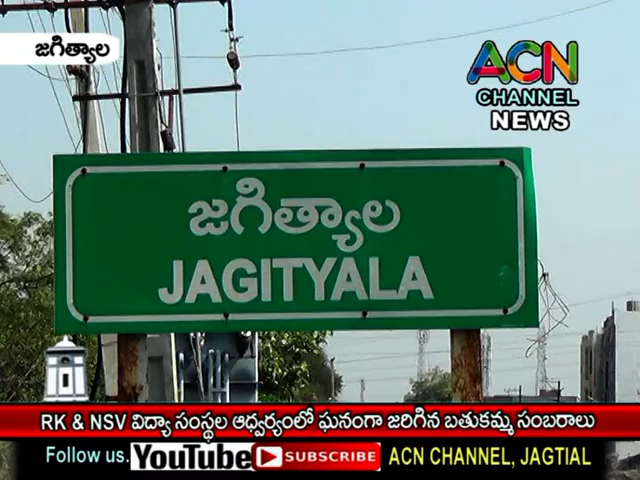 జగిత్యాల
ACN
CHANNEL
NEWS
జగిత్యాల
JAGITYALA
RK & NSV విద్యా సంస్థల ఆధ్వర్యంలో ఘనంగా జరిగిన బతుకమ్మ సంబరాలు
Follow us. YouTube SUBSCRIBE ACN CHANNEL, JAGTIAL